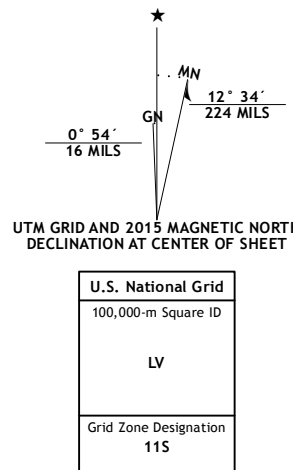 MN
GN
12° 34´
224 MILS
0° 54´
16 MILS
UTM GRID AND 2015 MAGNETIC NORTH
DECLINATION AT CENTER OF SHEET
U.S. National Grid
100,000-m Square ID
LV
Grid Zone Designation
11S